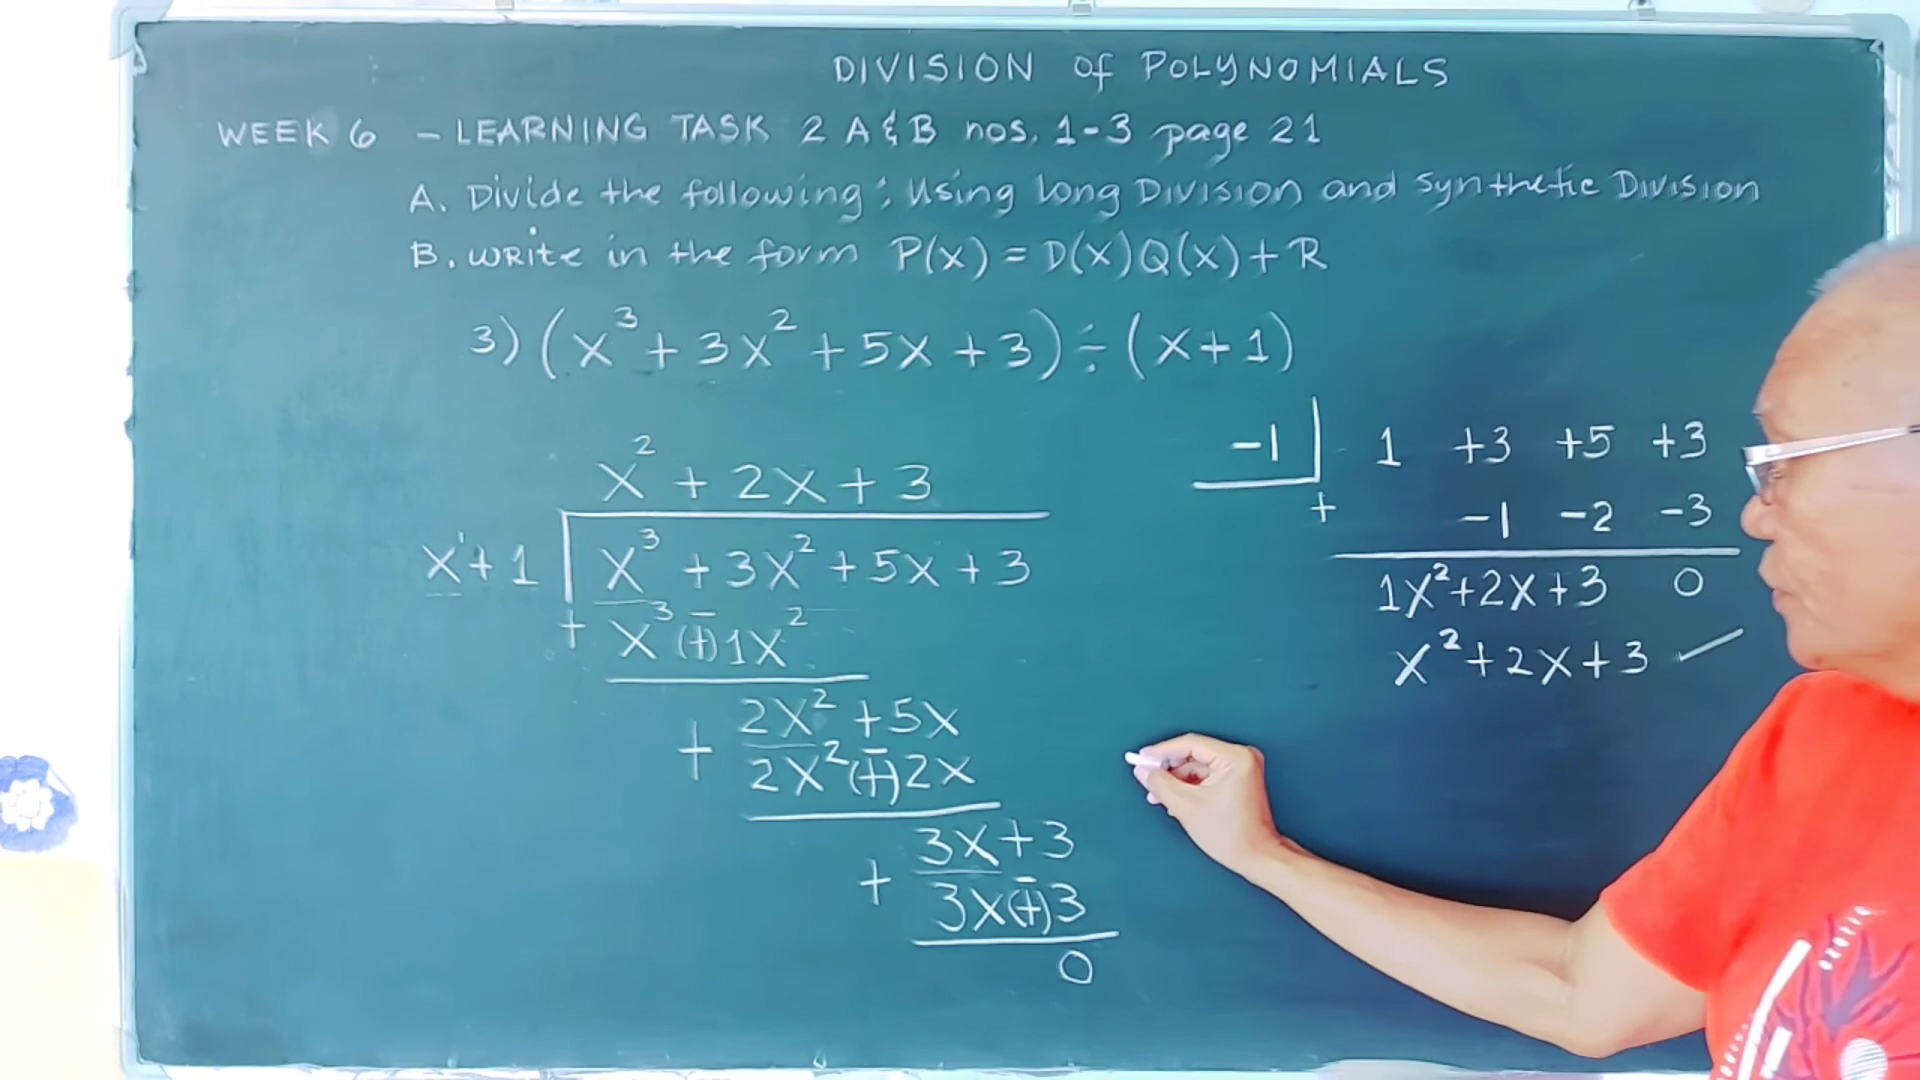 DIVISION of POLYNOMIALS
WEEK 6 - LEARNING TASK 2 A & B nos. 1-3 page 21
A. Divide the following: Using Long Division and Synthetic Division
B. Write in the form P(x) = D(x)Q(x) + R
3) (x³ + 3x² + 5x + 3) ÷ (x + 1)
x² + 2x + 3
x¹ + 1 x³ + 3x² + 5x + 3
+ x³ (+) - 1x²
+ 2x² + 5x
2x² (+) - 2x
+ 3x + 3
3x (+) - 3
0
-1 | 1 +3 +5 +3
+ -1 -2 -3
1x² + 2x + 3 0
x² + 2x + 3